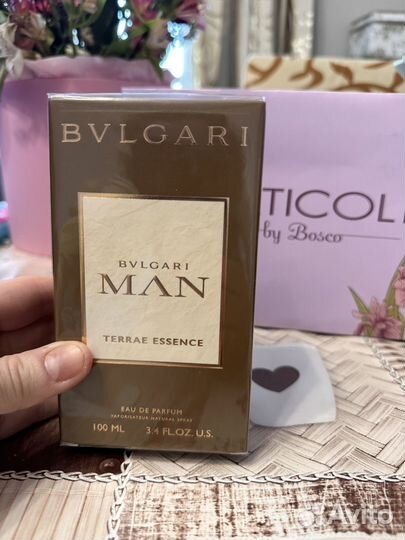 BVLGARI
BVLGARI
MAN
TERRAE ESSENCE
EAU DE PARFUM
VAPORISATEUR NATURAL SPRAY
100 ML 3.4 FL.OZ. U.S.
TICOL
by Bosco
Avito